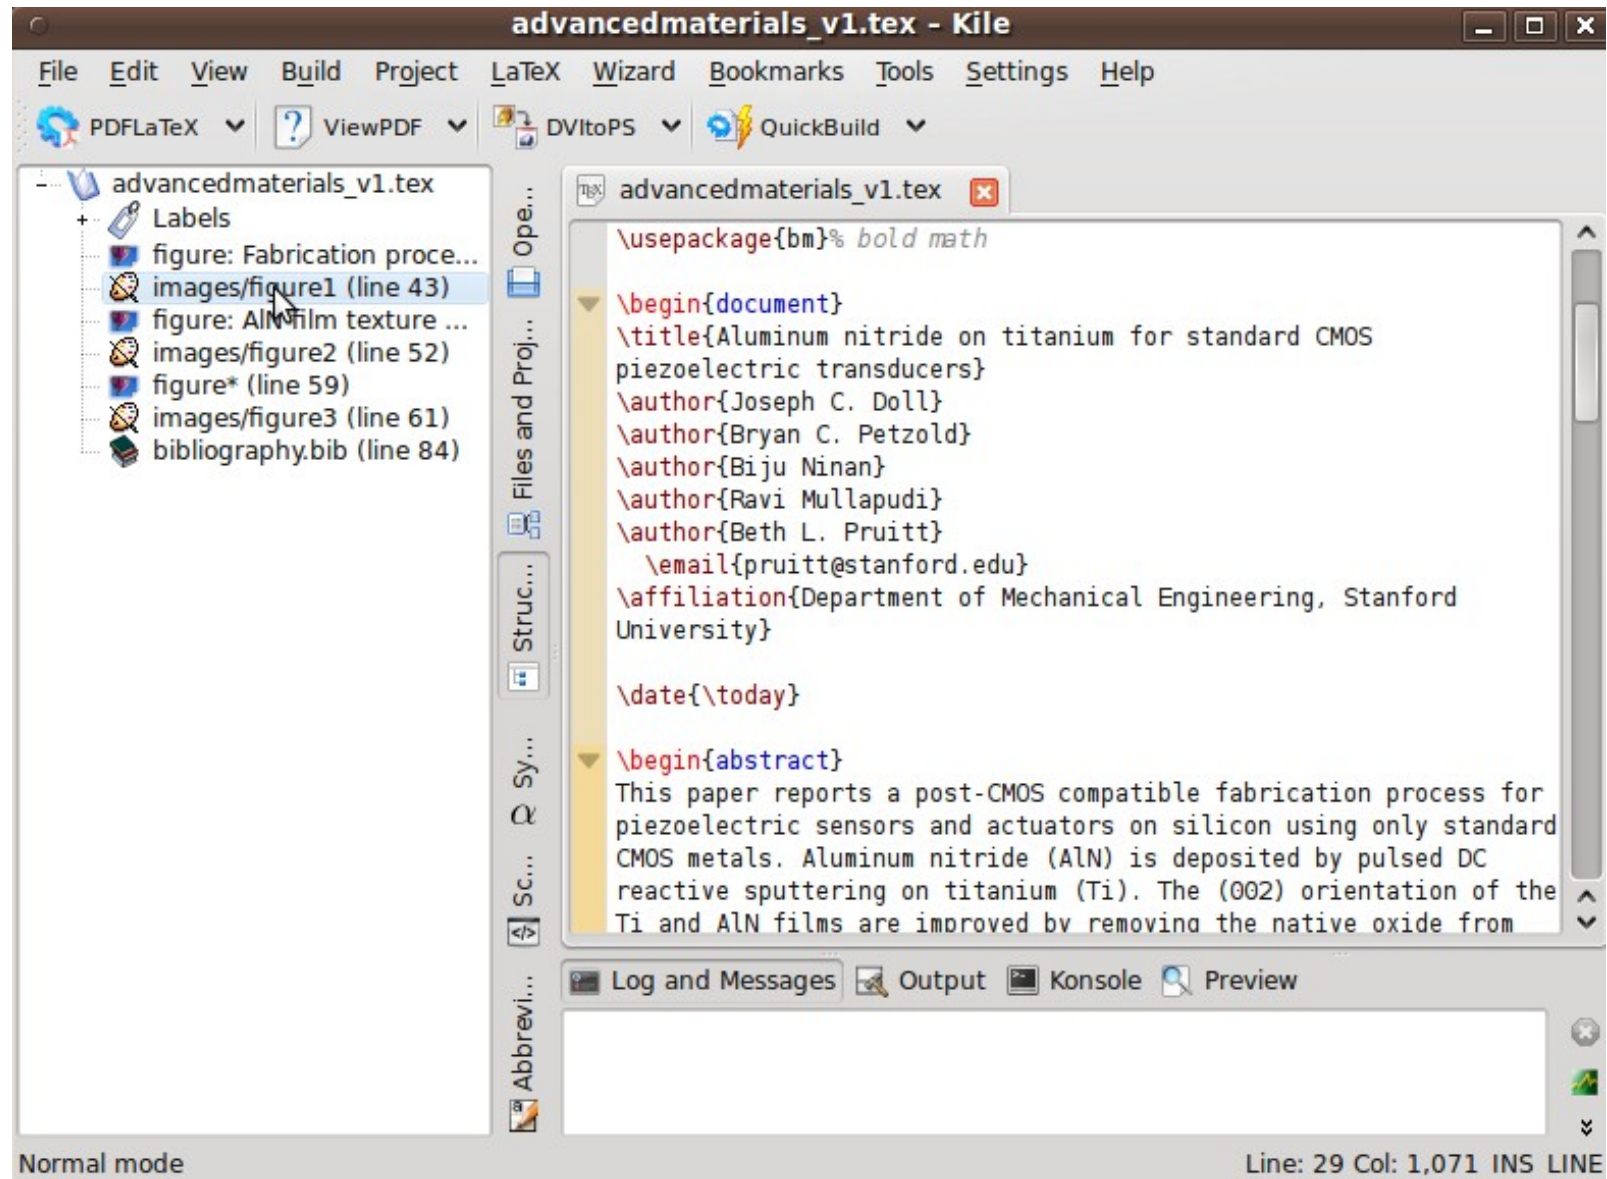 advancedmaterials_v1.tex – Kile
File Edit View Build Project LaTeX Wizard Bookmarks Tools Settings Help
PDFLaTeX ViewPDF DVItoPS QuickBuild
advancedmaterials_v1.tex
Labels
figure: Fabrication proce...
images/figure1 (line 43)
figure: AlN film texture ...
images/figure2 (line 52)
figure* (line 59)
images/figure3 (line 61)
bibliography.bib (line 84)
Ope...
Files and Proj...
Struc...
Sy...
α
Sc...
</>
Abbrevi...
advancedmaterials_v1.tex
\usepackage{bm}% bold math
\begin{document}
\title{Aluminum nitride on titanium for standard CMOS
piezoelectric transducers}
\author{Joseph C. Doll}
\author{Bryan C. Petzold}
\author{Biju Ninan}
\author{Ravi Mullapudi}
\author{Beth L. Pruitt}
\email{pruitt@stanford.edu}
\affiliation{Department of Mechanical Engineering, Stanford
University}
\date{\today}
\begin{abstract}
This paper reports a post-CMOS compatible fabrication process for
piezoelectric sensors and actuators on silicon using only standard
CMOS metals. Aluminum nitride (AlN) is deposited by pulsed DC
reactive sputtering on titanium (Ti). The (002) orientation of the
Ti and AlN films are improved by removing the native oxide from
Log and Messages Output Konsole Preview
Normal mode
Line: 29 Col: 1,071 INS LINE